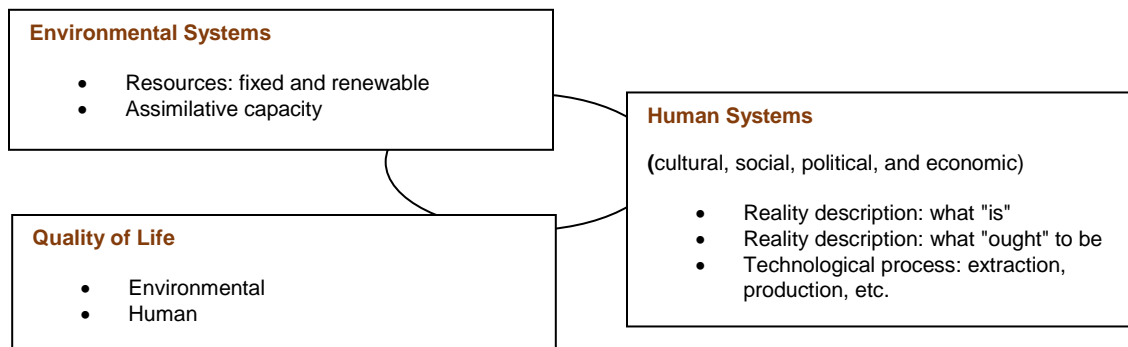 Environmental Systems
• Resources: fixed and renewable
• Assimilative capacity
Human Systems
(cultural, social, political, and economic)
• Reality description: what "is"
• Reality description: what "ought" to be
• Technological process: extraction,
production, etc.
Quality of Life
• Environmental
• Human